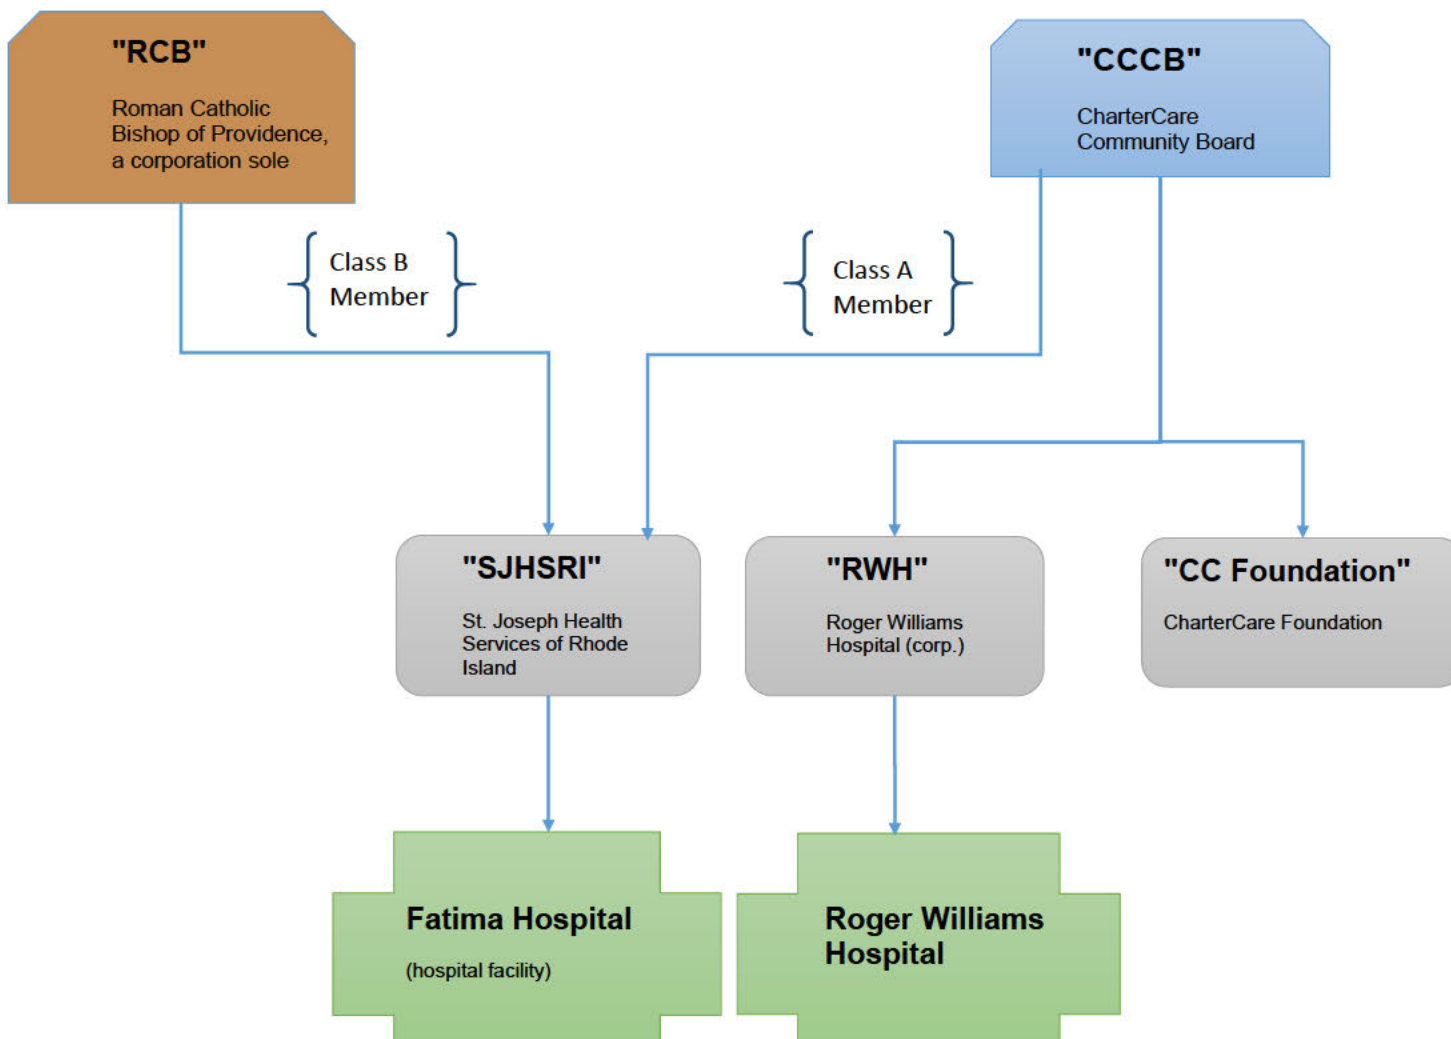 "RCB"
Roman Catholic
Bishop of Providence,
a corporation sole
"CCCB"
CharterCare
Community Board
Class B
Member
Class A
Member
"SJHSRI"
St. Joseph Health
Services of Rhode
Island
"RWH"
Roger Williams
Hospital (corp.)
"CC Foundation"
CharterCare Foundation
Fatima Hospital
(hospital facility)
Roger Williams
Hospital